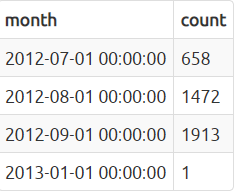 month count
2012-07-01 00:00:00 658
2012-08-01 00:00:00 1472
2012-09-01 00:00:00 1913
2013-01-01 00:00:00 1